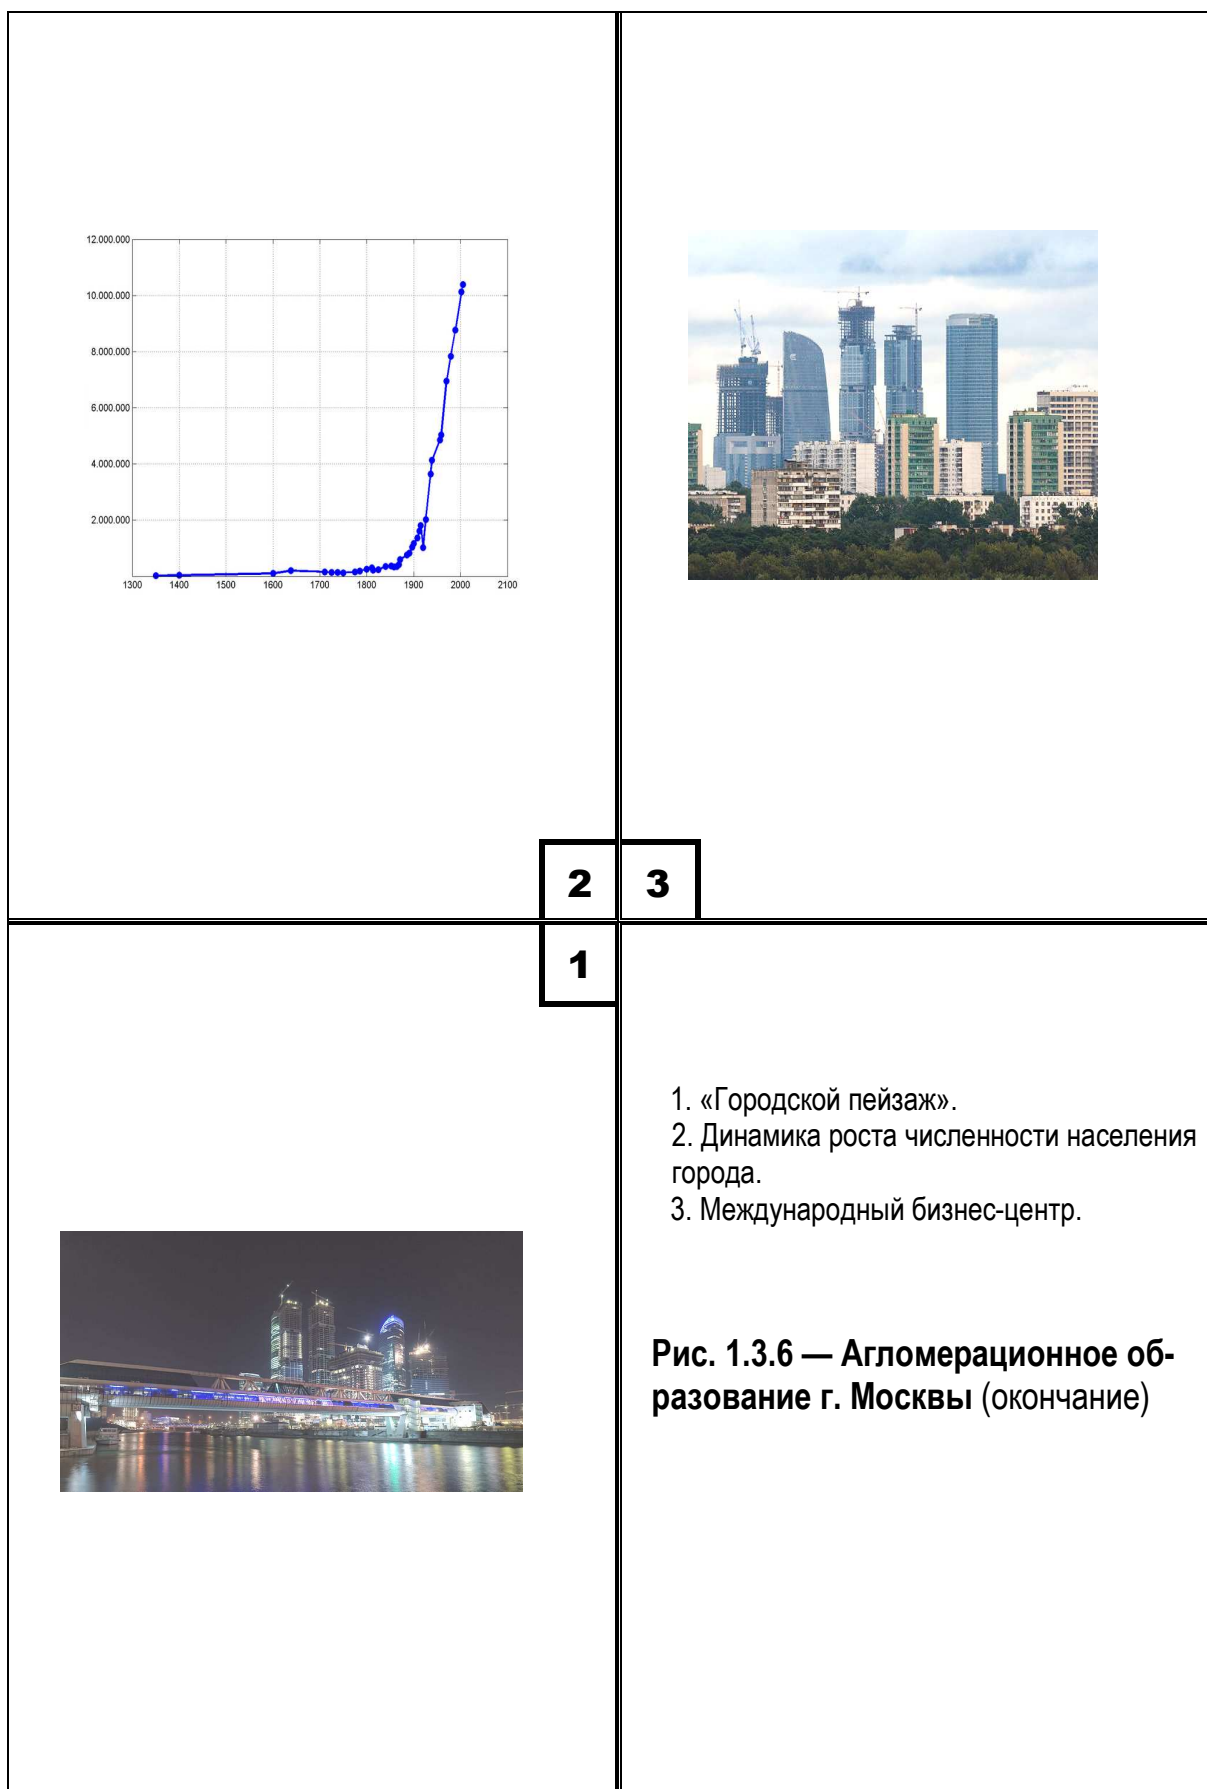 12.000.000
10.000.000
8.000.000
6.000.000
4.000.000
2.000.000
1300 1400 1500 1600 1700 1800 1900 2000 2100
2 3
1
1. «Городской пейзаж».
2. Динамика роста численности населения
города.
3. Международный бизнес-центр.
Рис. 1.3.6 — Агломерационное об-
разование г. Москвы (окончание)